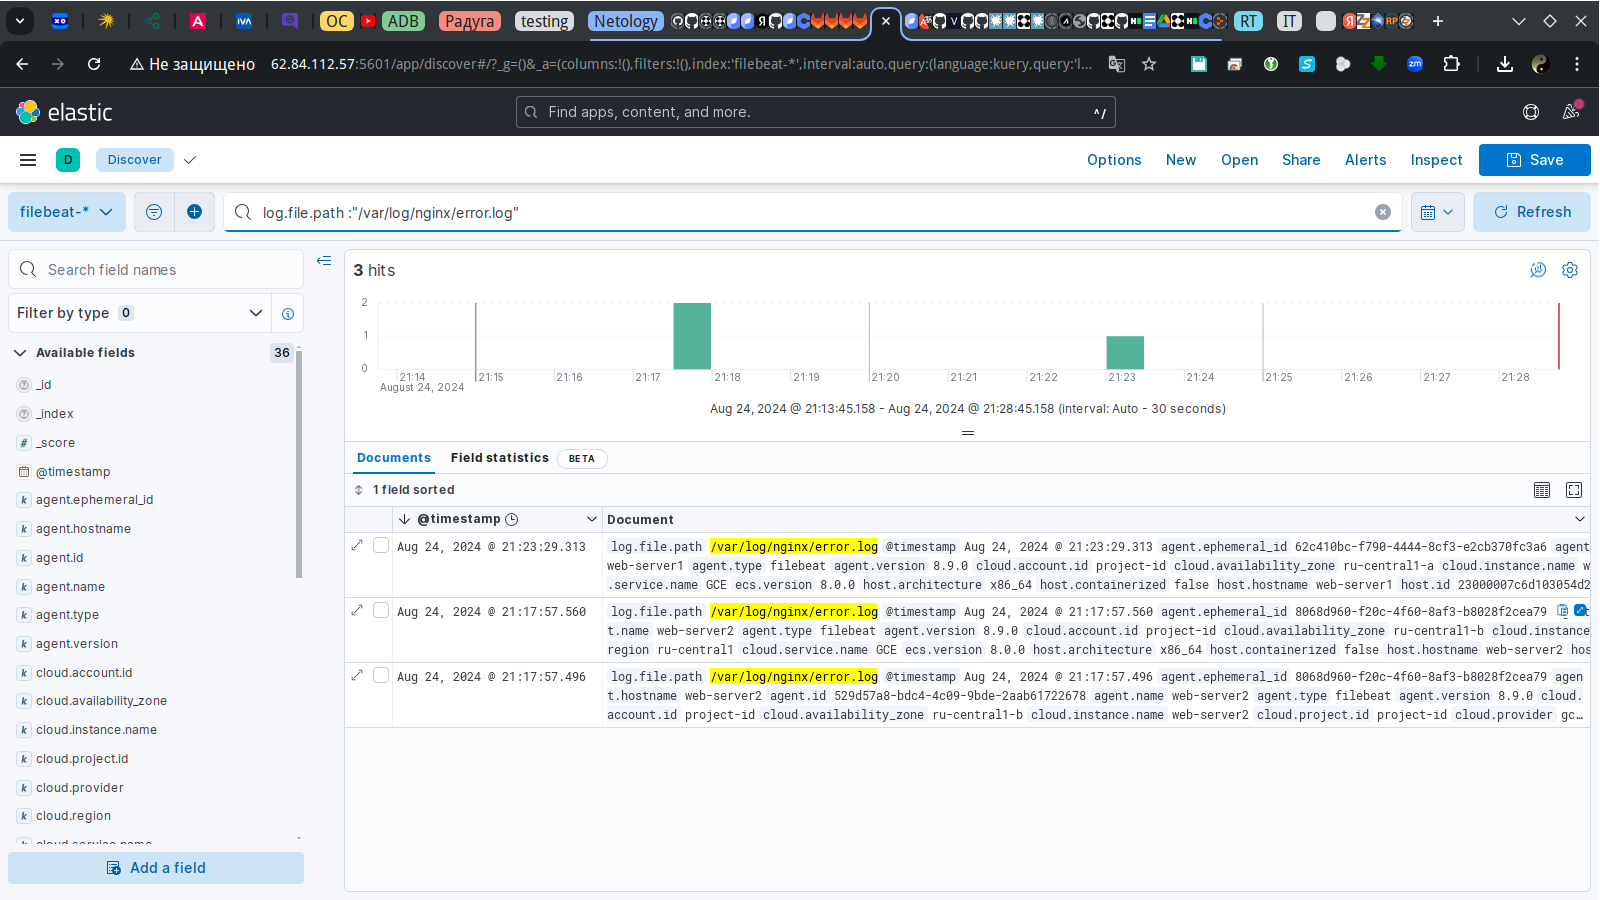 OC
ADB
Радуга
testing
Netology
RT
IT
Не защищено
62.84.112.57:5601/app/discover#/?_g=()&_a=(columns:!(),filters:!(),index:'filebeat-*',interval:auto,query:(language:kuery,query:'l...
elastic
Find apps, content, and more.
^/
D
Discover
Options
New
Open
Share
Alerts
Inspect
Save
filebeat-*
log.file.path :"/var/log/nginx/error.log"
Refresh
Search field names
Filter by type 0
Available fields 36
_id
_index
_score
@timestamp
agent.ephemeral_id
agent.hostname
agent.id
agent.name
agent.type
agent.version
cloud.account.id
cloud.availability_zone
cloud.instance.name
cloud.project.id
cloud.provider
cloud.region
cloud.service.name
Add a field
3 hits
2
1
0
21:14 21:15 21:16 21:17 21:18 21:19 21:20 21:21 21:22 21:23 21:24 21:25 21:26 21:27 21:28
August 24, 2024
Aug 24, 2024 @ 21:13:45.158 - Aug 24, 2024 @ 21:28:45.158 (interval: Auto - 30 seconds)
Documents
Field statistics
BETA
1 field sorted
@timestamp
Document
Aug 24, 2024 @ 21:23:29.313
log.file.path /var/log/nginx/error.log @timestamp Aug 24, 2024 @ 21:23:29.313 agent.ephemeral_id 62c410bc-f790-4444-8cf3-e2cb370fc3a6 agent
web-server1 agent.type filebeat agent.version 8.9.0 cloud.account.id project-id cloud.availability_zone ru-central1-a cloud.instance.name w
.service.name GCE ecs.version 8.0.0 host.architecture x86_64 host.containerized false host.hostname web-server1 host.id 23000007c6d103054d2
Aug 24, 2024 @ 21:17:57.560
log.file.path /var/log/nginx/error.log @timestamp Aug 24, 2024 @ 21:17:57.560 agent.ephemeral_id 8068d960-f20c-4f60-8af3-b8028f2cea79
t.name web-server2 agent.type filebeat agent.version 8.9.0 cloud.account.id project-id cloud.availability_zone ru-central1-b cloud.instance
region ru-central1 cloud.service.name GCE ecs.version 8.0.0 host.architecture x86_64 host.containerized false host.hostname web-server2 hos
Aug 24, 2024 @ 21:17:57.496
log.file.path /var/log/nginx/error.log @timestamp Aug 24, 2024 @ 21:17:57.496 agent.ephemeral_id 8068d960-f20c-4f60-8af3-b8028f2cea79 agen
t.hostname web-server2 agent.id 529d57a8-bdc4-4c09-9bde-2aab61722678 agent.name web-server2 agent.type filebeat agent.version 8.9.0 cloud.
account.id project-id cloud.availability_zone ru-central1-b cloud.instance.name web-server2 cloud.project.id project-id cloud.provider gc...